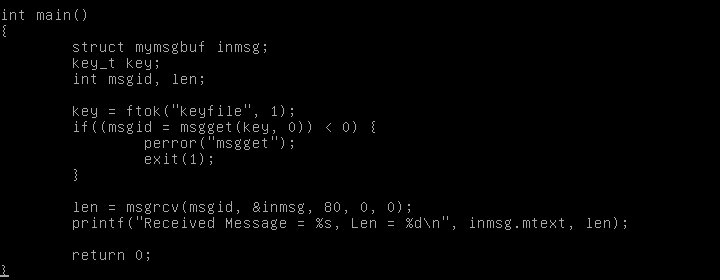 int main()
{
        struct mymsgbuf inmsg;
        key_t key;
        int msgid, len;

        key = ftok("keyfile", 1);
        if((msgid = msgget(key, 0)) < 0) {
                perror("msgget");
                exit(1);
        }

        len = msgrcv(msgid, &inmsg, 80, 0, 0);
        printf("Received Message = %s, Len = %d\n", inmsg.mtext, len);

        return 0;
}